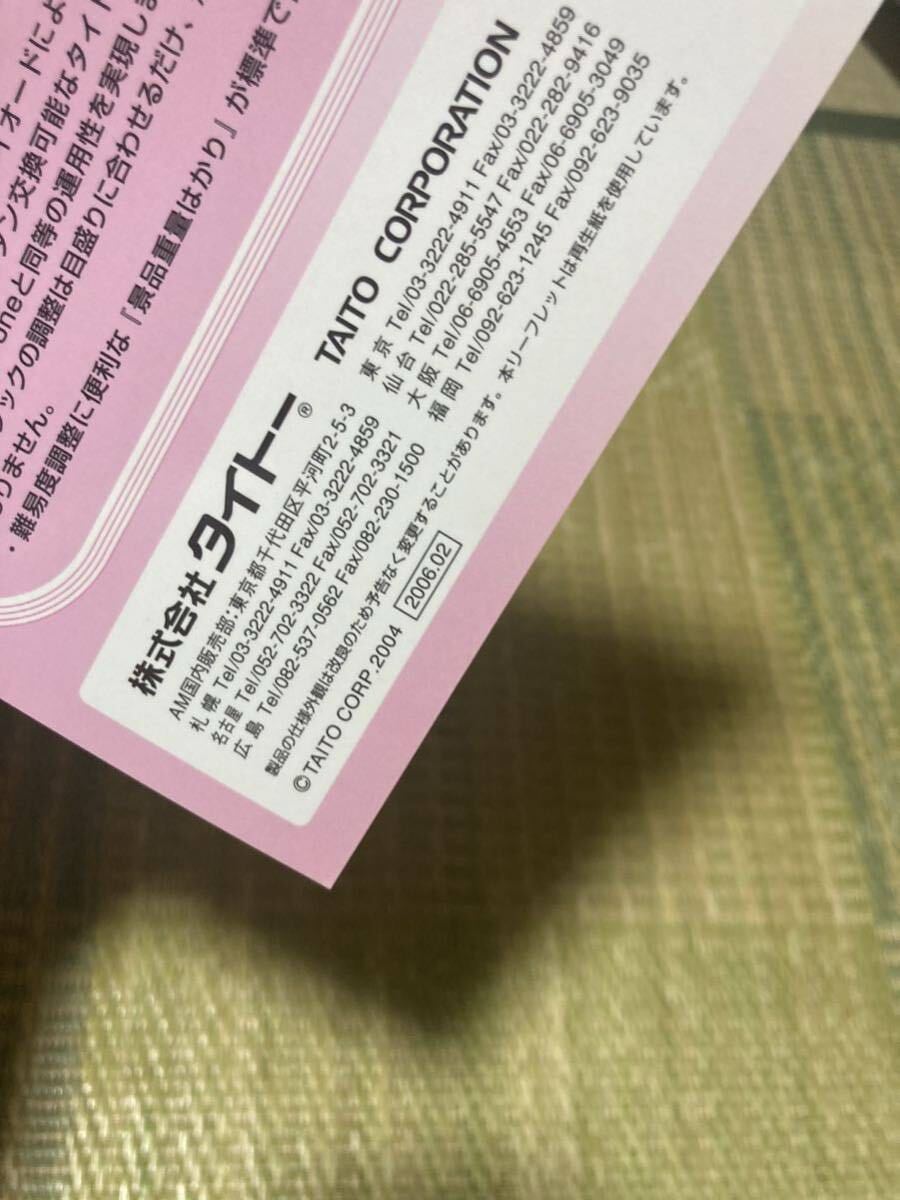 オードによ
タン交換可能なタイト
oneと同等の運用性を実現しま
ックの調整は目盛りに合わせるだけ、
りません。
・難易度調整に便利な『景品重量はかり』が標準で
株式会社タイトー® TAITO CORPORATION
AM国内販売部:東京都千代田区平河町2-5-3
札 幌 Tel/03-3222-4911 Fax/03-3222-4859
名古屋 Tel/052-702-3322 Fax/052-702-3321
広 島 Tel/082-537-0562 Fax/082-230-1500
東 京 Tel/03-3222-4911 Fax/03-3222-4859
仙 台 Tel/022-285-5547 Fax/022-282-9416
大 阪 Tel/06-6905-4553 Fax/06-6905-3049
福 岡 Tel/092-623-1245 Fax/092-623-9035
製品の仕様外観は改良のため予告なく変更することがあります。本リーフレットは再生紙を使用しています。
©TAITO CORP.2004 2006.02